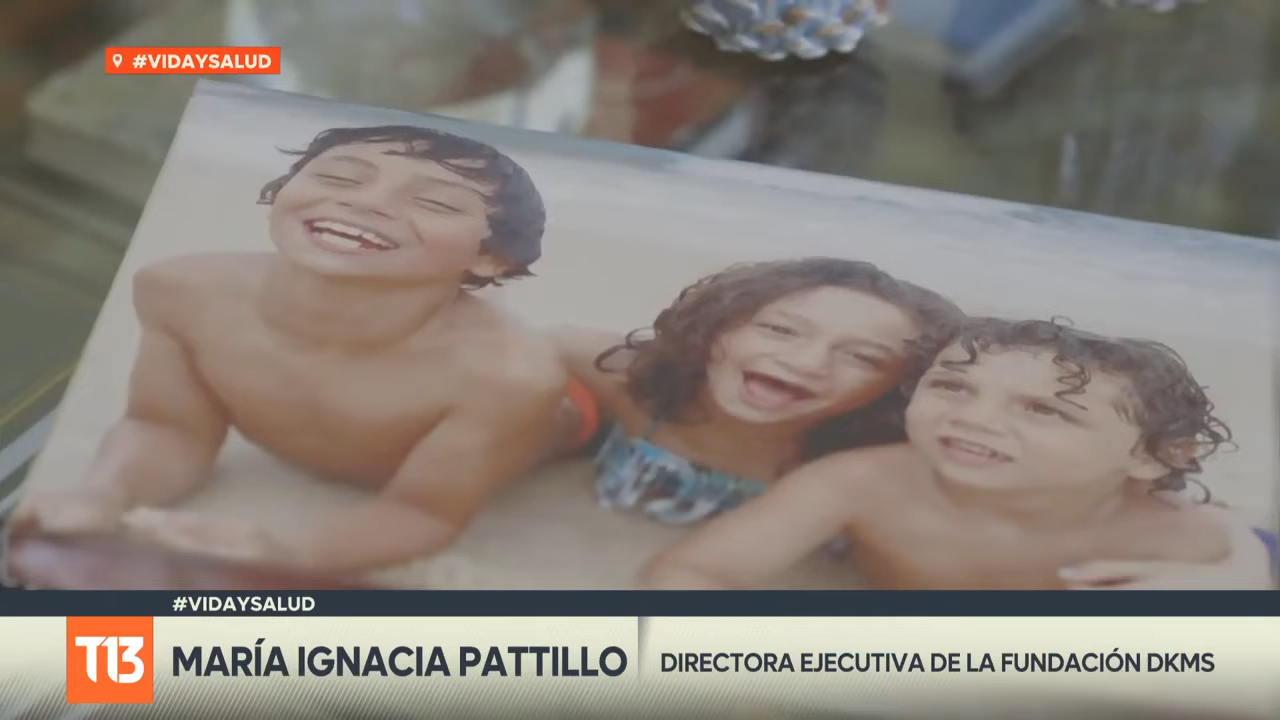 #VIDAYSALUD
#VIDAYSALUD
T13
MARÍA IGNACIA PATTILLO
DIRECTORA EJECUTIVA DE LA FUNDACIÓN DKMS